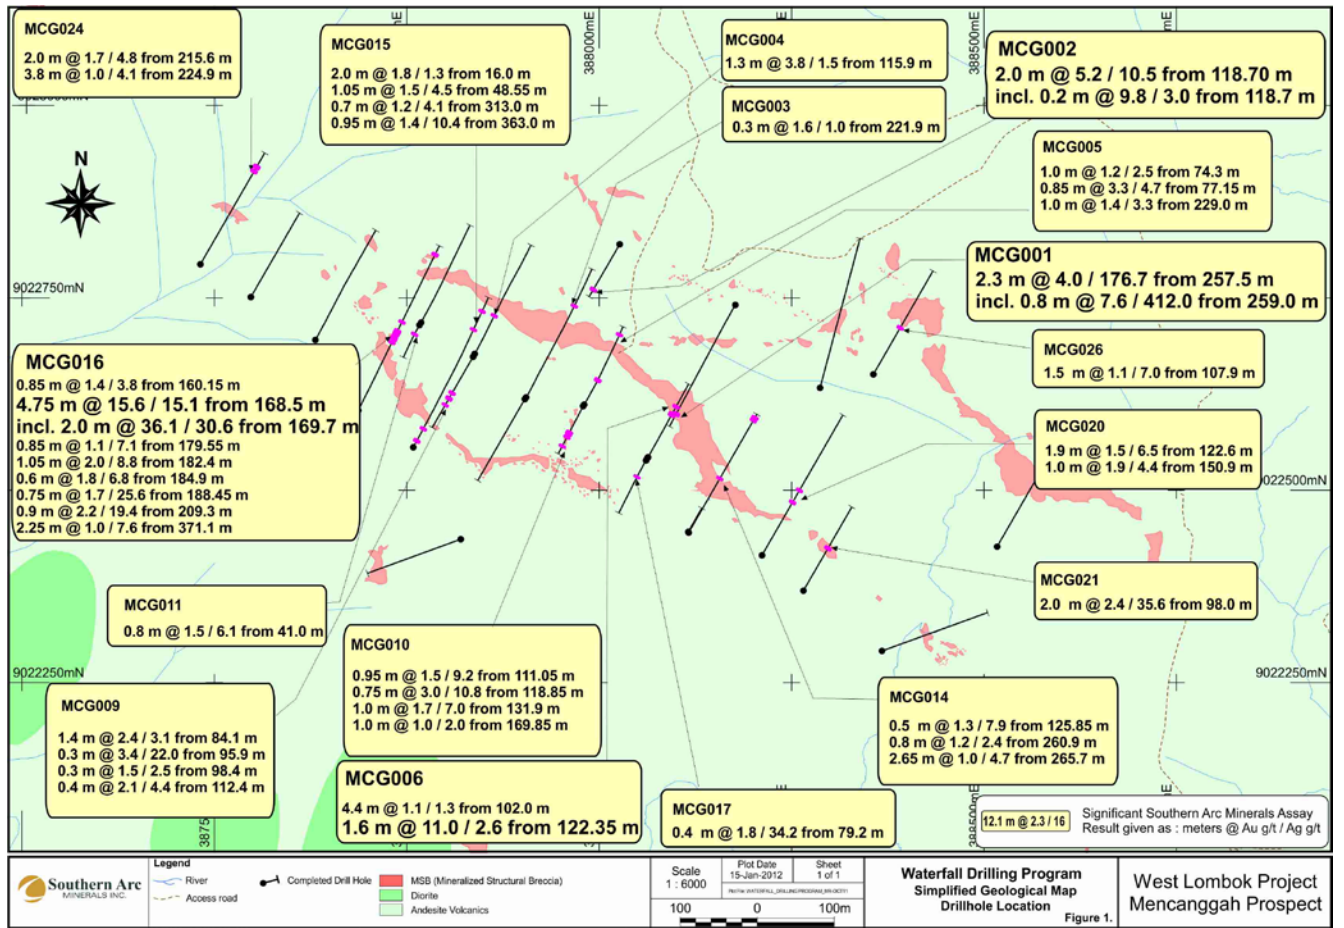 MCG024
2.0 m @ 1.7 / 4.8 from 215.6 m
3.8 m @ 1.0 / 4.1 from 224.9 m
MCG015
2.0 m @ 1.8 / 1.3 from 16.0 m
1.05 m @ 1.5 / 4.5 from 48.55 m
0.7 m @ 1.2 / 4.1 from 313.0 m
0.95 m @ 1.4 / 10.4 from 363.0 m
388000mE
MCG004
1.3 m @ 3.8 / 1.5 from 115.9 m
MCG003
0.3 m @ 1.6 / 1.0 from 221.9 m
388500mE
MCG002
2.0 m @ 5.2 / 10.5 from 118.70 m
incl. 0.2 m @ 9.8 / 3.0 from 118.7 m
MCG005
1.0 m @ 1.2 / 2.5 from 74.3 m
0.85 m @ 3.3 / 4.7 from 77.15 m
1.0 m @ 1.4 / 3.3 from 229.0 m
N
MCG001
2.3 m @ 4.0 / 176.7 from 257.5 m
incl. 0.8 m @ 7.6 / 412.0 from 259.0 m
9022750mN
MCG026
1.5 m @ 1.1 / 7.0 from 107.9 m
MCG016
0.85 m @ 1.4 / 3.8 from 160.15 m
4.75 m @ 15.6 / 15.1 from 168.5 m
incl. 2.0 m @ 36.1 / 30.6 from 169.7 m
0.85 m @ 1.1 / 7.1 from 179.55 m
1.05 m @ 2.0 / 8.8 from 182.4 m
0.6 m @ 1.8 / 6.8 from 184.9 m
0.75 m @ 1.7 / 25.6 from 188.45 m
0.9 m @ 2.2 / 19.4 from 209.3 m
2.25 m @ 1.0 / 7.6 from 371.1 m
MCG020
1.9 m @ 1.5 / 6.5 from 122.6 m
1.0 m @ 1.9 / 4.4 from 150.9 m
022500mN
MCG021
2.0 m @ 2.4 / 35.6 from 98.0 m
MCG011
0.8 m @ 1.5 / 6.1 from 41.0 m
MCG010
0.95 m @ 1.5 / 9.2 from 111.05 m
0.75 m @ 3.0 / 10.8 from 118.85 m
1.0 m @ 1.7 / 7.0 from 131.9 m
1.0 m @ 1.0 / 2.0 from 169.85 m
9022250mN
9022250mN
MCG009
1.4 m @ 2.4 / 3.1 from 84.1 m
0.3 m @ 3.4 / 22.0 from 95.9 m
0.3 m @ 1.5 / 2.5 from 98.4 m
0.4 m @ 2.1 / 4.4 from 112.4 m
MCG014
0.5 m @ 1.3 / 7.9 from 125.85 m
0.8 m @ 1.2 / 2.4 from 260.9 m
2.65 m @ 1.0 / 4.7 from 265.7 m
MCG006
4.4 m @ 1.1 / 1.3 from 102.0 m
1.6 m @ 11.0 / 2.6 from 122.35 m
MCG017
0.4 m @ 1.8 / 34.2 from 79.2 m
12.1 m @ 2.3 / 16
Significant Southern Arc Minerals Assay
Result given as : meters @ Au g/t / Ag g/t
Southern Arc
MINERALS INC.
Legend
River
Access road
Completed Drill Hole
MSB (Mineralized Structural Breccia)
Diorite
Andesite Volcanics
Scale
1 : 6000
Plot Date
15-Jan-2012
Sheet
1 of 1
100 0 100m
Waterfall Drilling Program
Simplified Geological Map
Drillhole Location
Figure 1.
West Lombok Project
Mencanggah Prospect